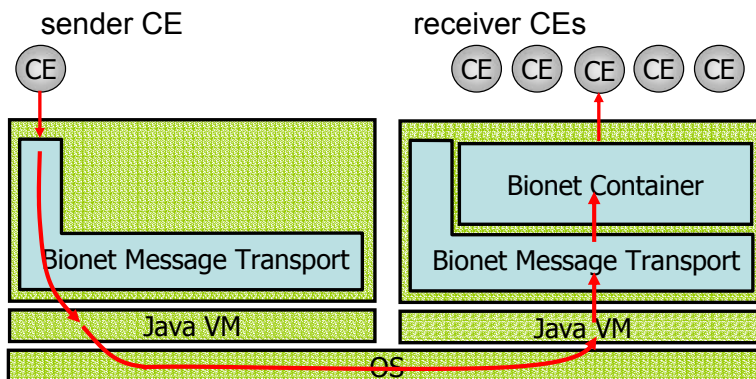 sender CE
receiver CEs
CE
CE CE CE CE CE
Bionet Container
Bionet Message Transport
Bionet Message Transport
Java VM
Java VM
OS